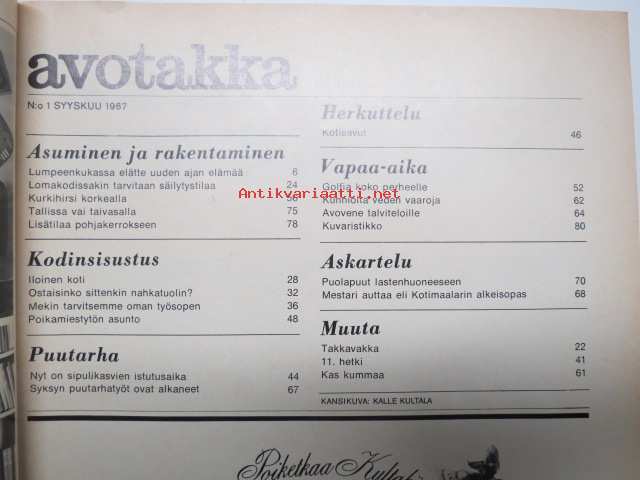 avotakka
N:o 1 SYYSKUU 1967
Asuminen ja rakentaminen
Lumpeenkukassa elätte uuden ajan elämää 6
Lomakodissakin tarvitaan säilytystilaa 24
Kurkihirsi korkealla
Tallissa vai taivasalla 75
Lisätilaa pohjakerrokseen 78
Kodinsisustus
Iloinen koti 28
Ostaisinko sittenkin nahkatuolin? 32
Mekin tarvitsemme oman työsopen 36
Poikamiestytön asunto 48
Puutarha
Nyt on sipulikasvien istutusaika 44
Syksyn puutarhatyöt ovat alkaneet 67
Herkuttelu
Kotisavut 46
Vapaa-aika
Golfia koko perheelle 52
Kunnioita veden vaaroja 62
Avovene talviteloille 64
Kuvaristikko 80
Askartelu
Puolapuut lastenhuoneeseen 70
Mestari auttaa eli Kotimaalarin alkeisopas 68
Muuta
Takkavakka 22
11. hetki 41
Kas kummaa 61
KANSIKUVA: KALLE KULTALA
Antikvariaatti.net
Poiketkaa